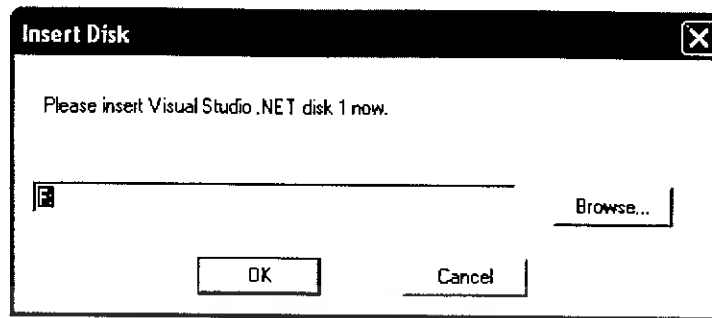 Insert Disk
Please insert Visual Studio .NET disk 1 now.
F:
Browse...
OK
Cancel